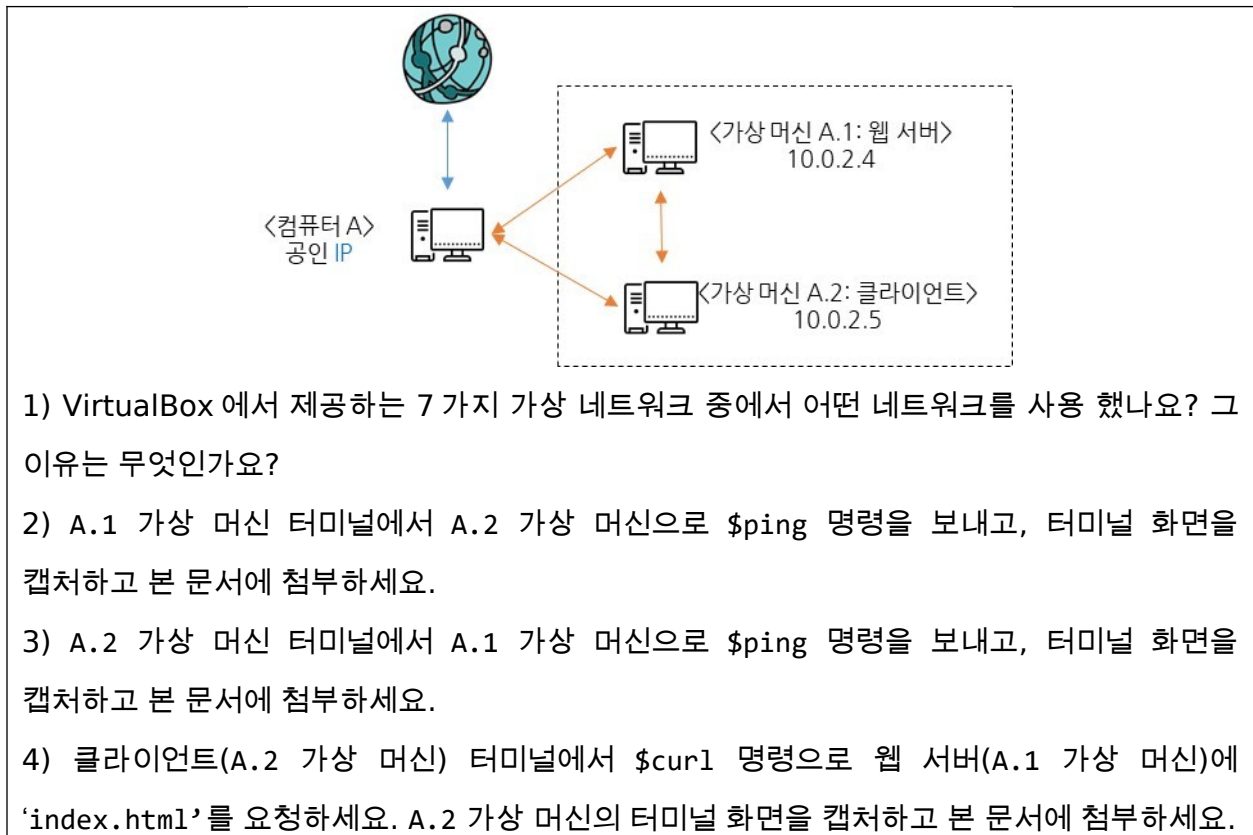 <가상 머신 A.1: 웹 서버>
10.0.2.4
<컴퓨터 A>
공인 IP
<가상 머신 A.2: 클라이언트>
10.0.2.5
1) VirtualBox 에서 제공하는 7 가지 가상 네트워크 중에서 어떤 네트워크를 사용 했나요? 그
이유는 무엇인가요?
2) A.1 가상 머신 터미널에서 A.2 가상 머신으로 $ping 명령을 보내고, 터미널 화면을
캡처하고 본 문서에 첨부하세요.
3) A.2 가상 머신 터미널에서 A.1 가상 머신으로 $ping 명령을 보내고, 터미널 화면을
캡처하고 본 문서에 첨부하세요.
4) 클라이언트(A.2 가상 머신) 터미널에서 $curl 명령으로 웹 서버(A.1 가상 머신)에
‘index.html’를 요청하세요. A.2 가상 머신의 터미널 화면을 캡처하고 본 문서에 첨부하세요.